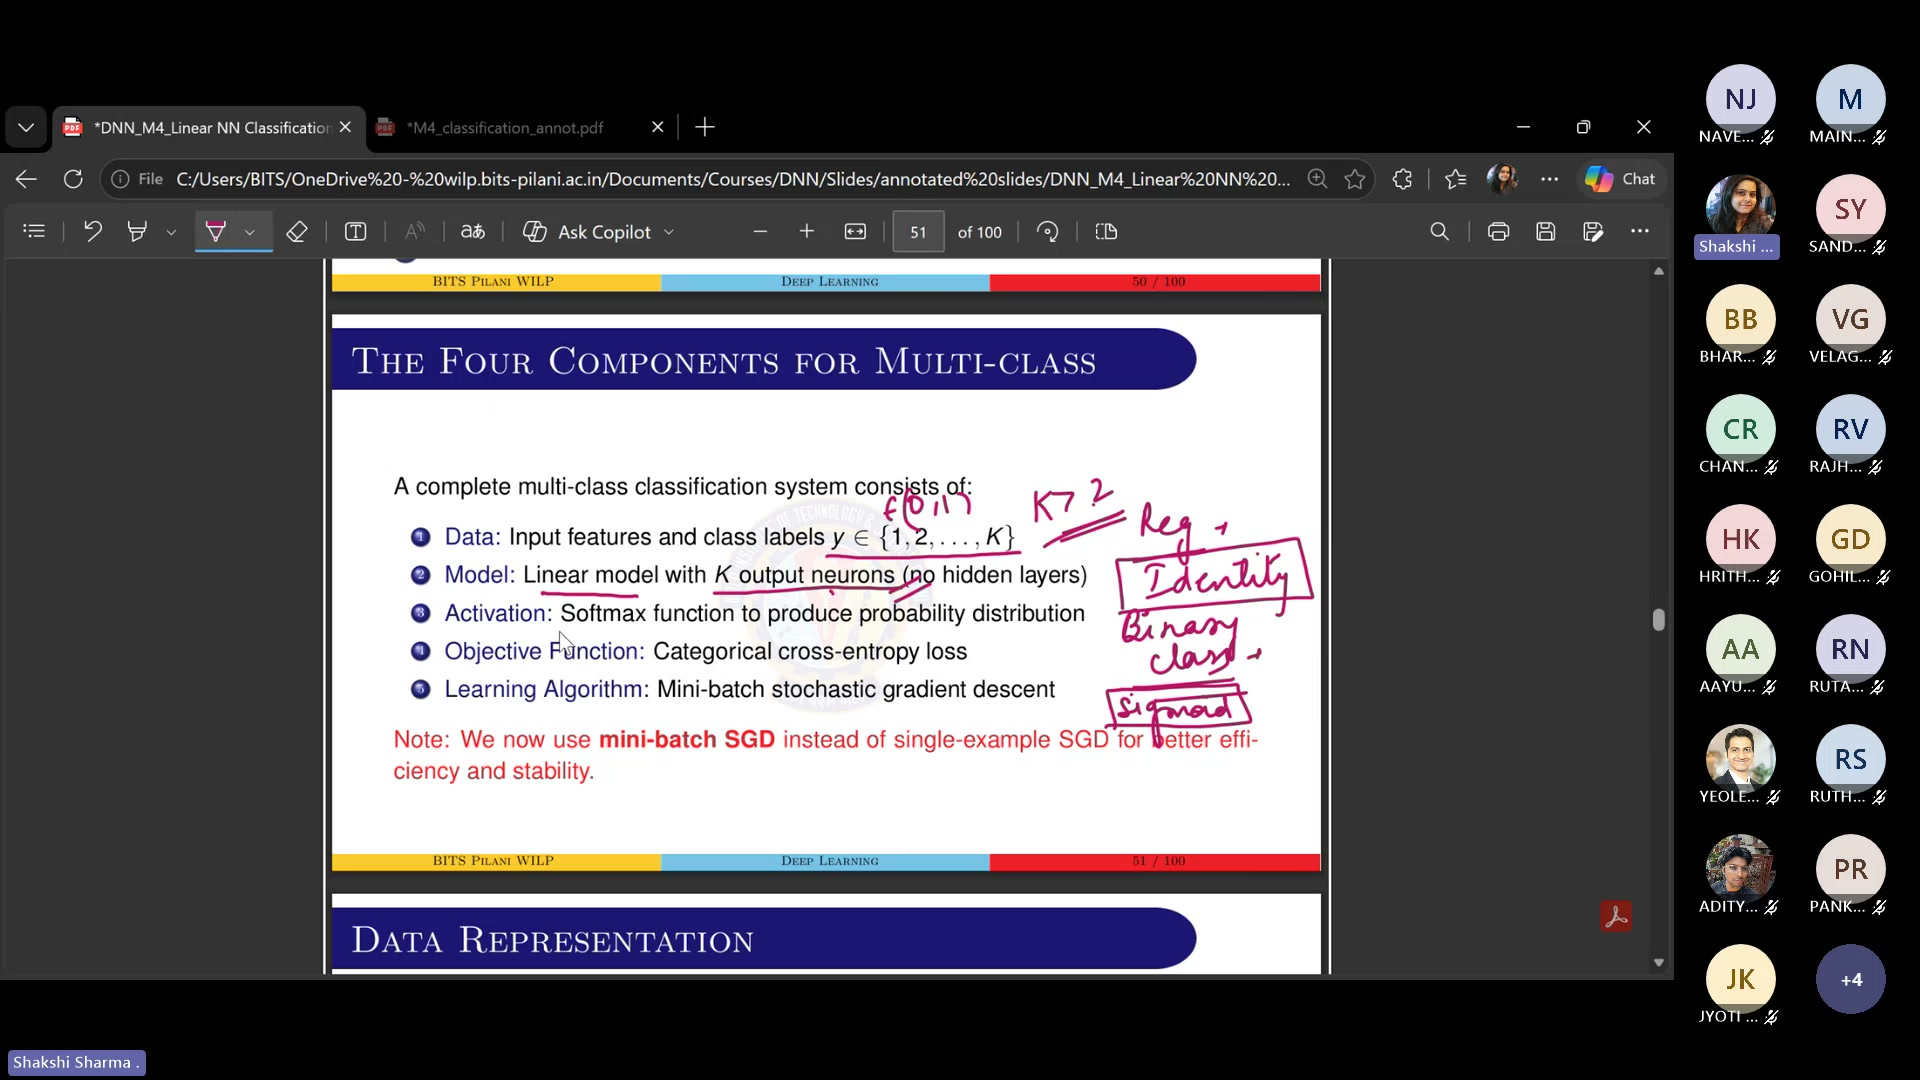 *DNN_M4_Linear NN Classification
*M4_classification_annot.pdf
File C:/Users/BITS/OneDrive%20-%20wilp.bits-pilani.ac.in/Documents/Courses/DNN/Slides/annotated%20slides/DNN_M4_Linear%20NN%20...
Chat
Ask Copilot
51 of 100
BITS Pilani WILP Deep Learning 50 / 100
The Four Components for Multi-class
A complete multi-class classification system consists of:
∈ {0,1}
K > 2
1 Data: Input features and class labels y ∈ {1, 2, . . . , K}
2 Model: Linear model with K output neurons (no hidden layers)
3 Activation: Softmax function to produce probability distribution
4 Objective Function: Categorical cross-entropy loss
5 Learning Algorithm: Mini-batch stochastic gradient descent
Reg →
Identity
Binary
class →
Sigmoid
Note: We now use mini-batch SGD instead of single-example SGD for better effi-
ciency and stability.
BITS Pilani WILP Deep Learning 51 / 100
Data Representation
NJ M
NAVE... MAIN...
SY
Shakshi ... SAND...
BB VG
BHAR... VELAG...
CR RV
CHAN... RAJH...
HK GD
HRITH... GOHIL...
AA RN
AAYU... RUTA...
RS
YEOLE... RUTH...
PR
ADITY... PANK...
JK +4
JYOTI ...
Shakshi Sharma .